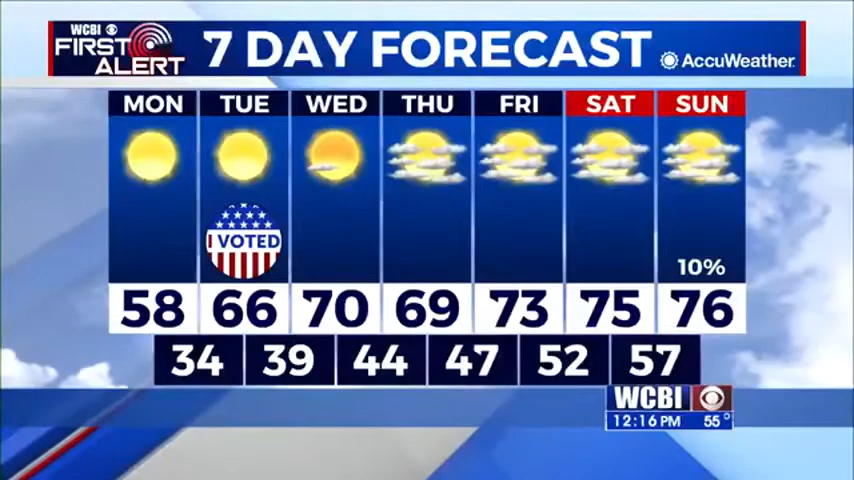 WCBI
FIRST
ALERT
7 DAY FORECAST
AccuWeather
MON TUE WED THU FRI SAT SUN
I VOTED
10%
58 66 70 69 73 75 76
34 39 44 47 52 57
WCBI
12:16 PM 55°